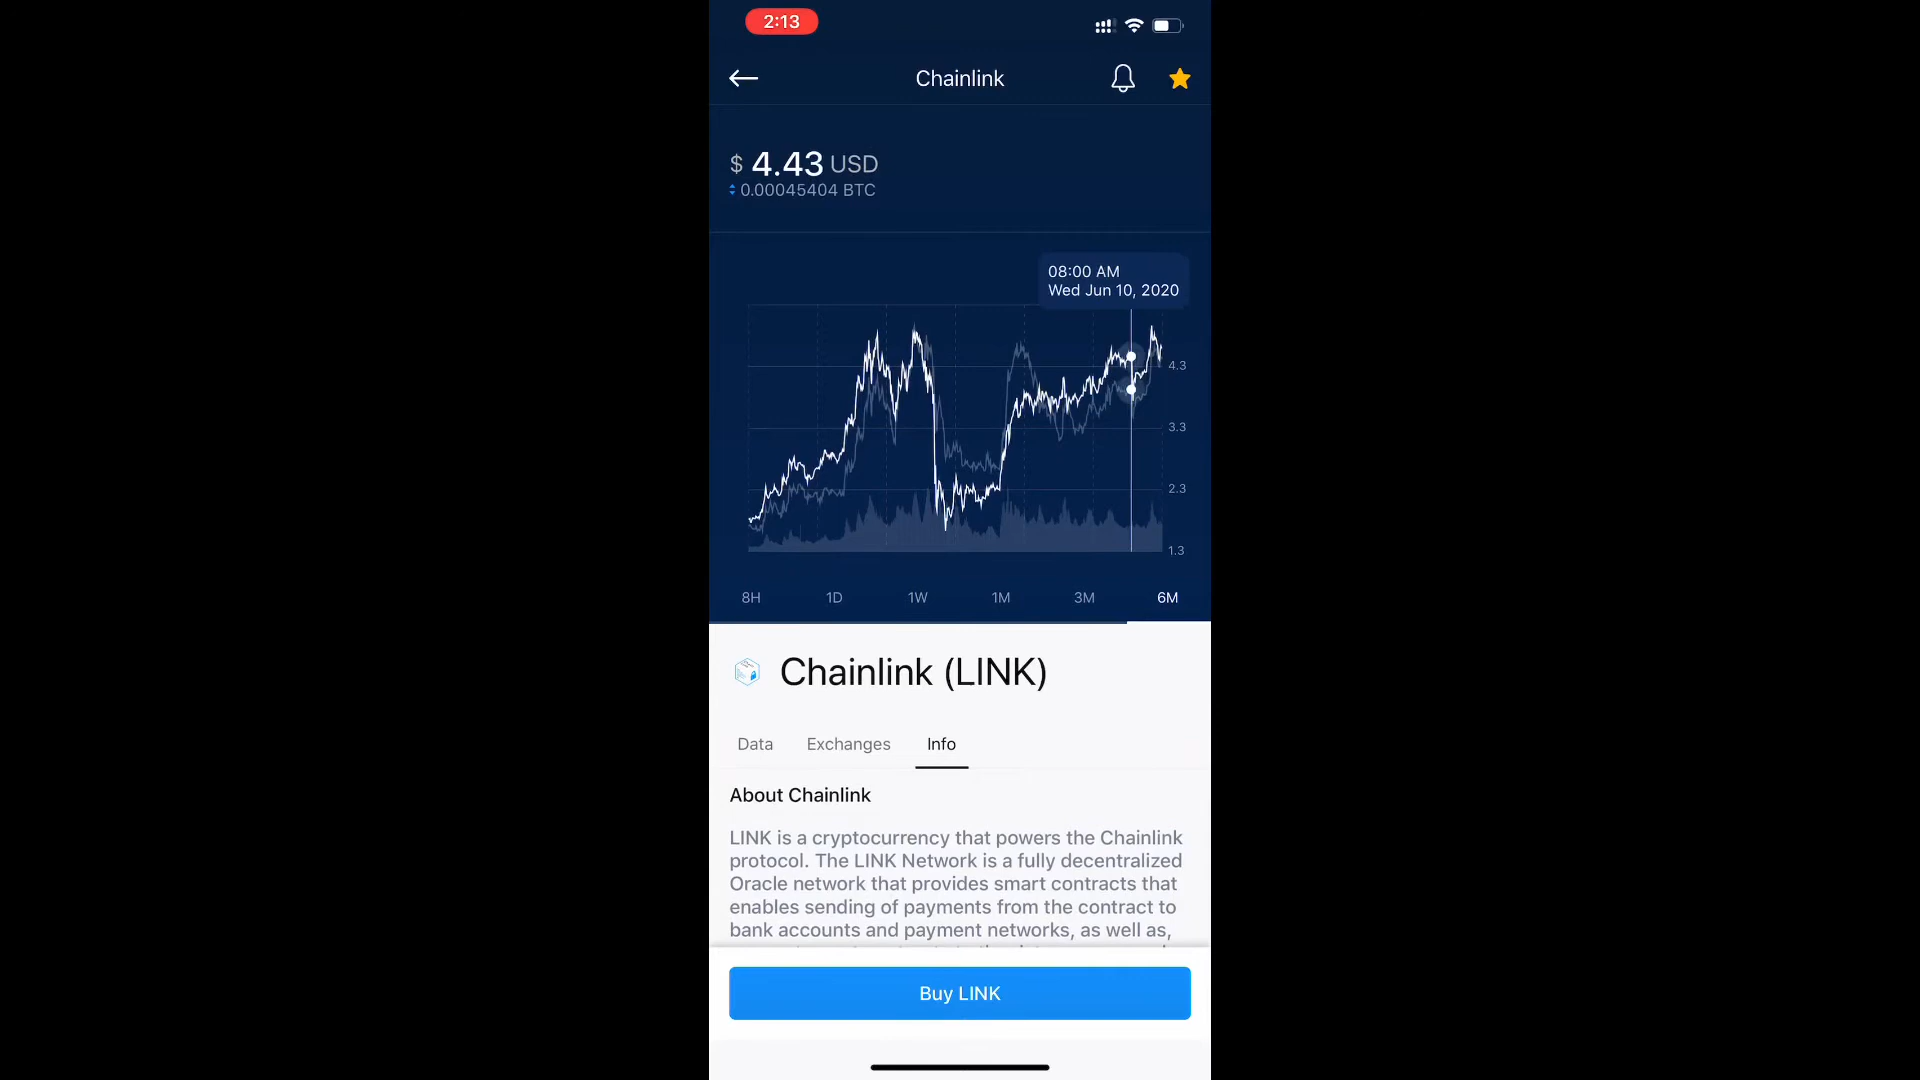 2:13
Chainlink
$ 4.43 USD
0.00045404 BTC
08:00 AM
Wed Jun 10, 2020
4.3
3.3
2.3
1.3
8H 1D 1W 1M 3M 6M
Chainlink (LINK)
Data Exchanges Info
About Chainlink
LINK is a cryptocurrency that powers the Chainlink
protocol. The LINK Network is a fully decentralized
Oracle network that provides smart contracts that
enables sending of payments from the contract to
bank accounts and payment networks, as well as,
Buy LINK